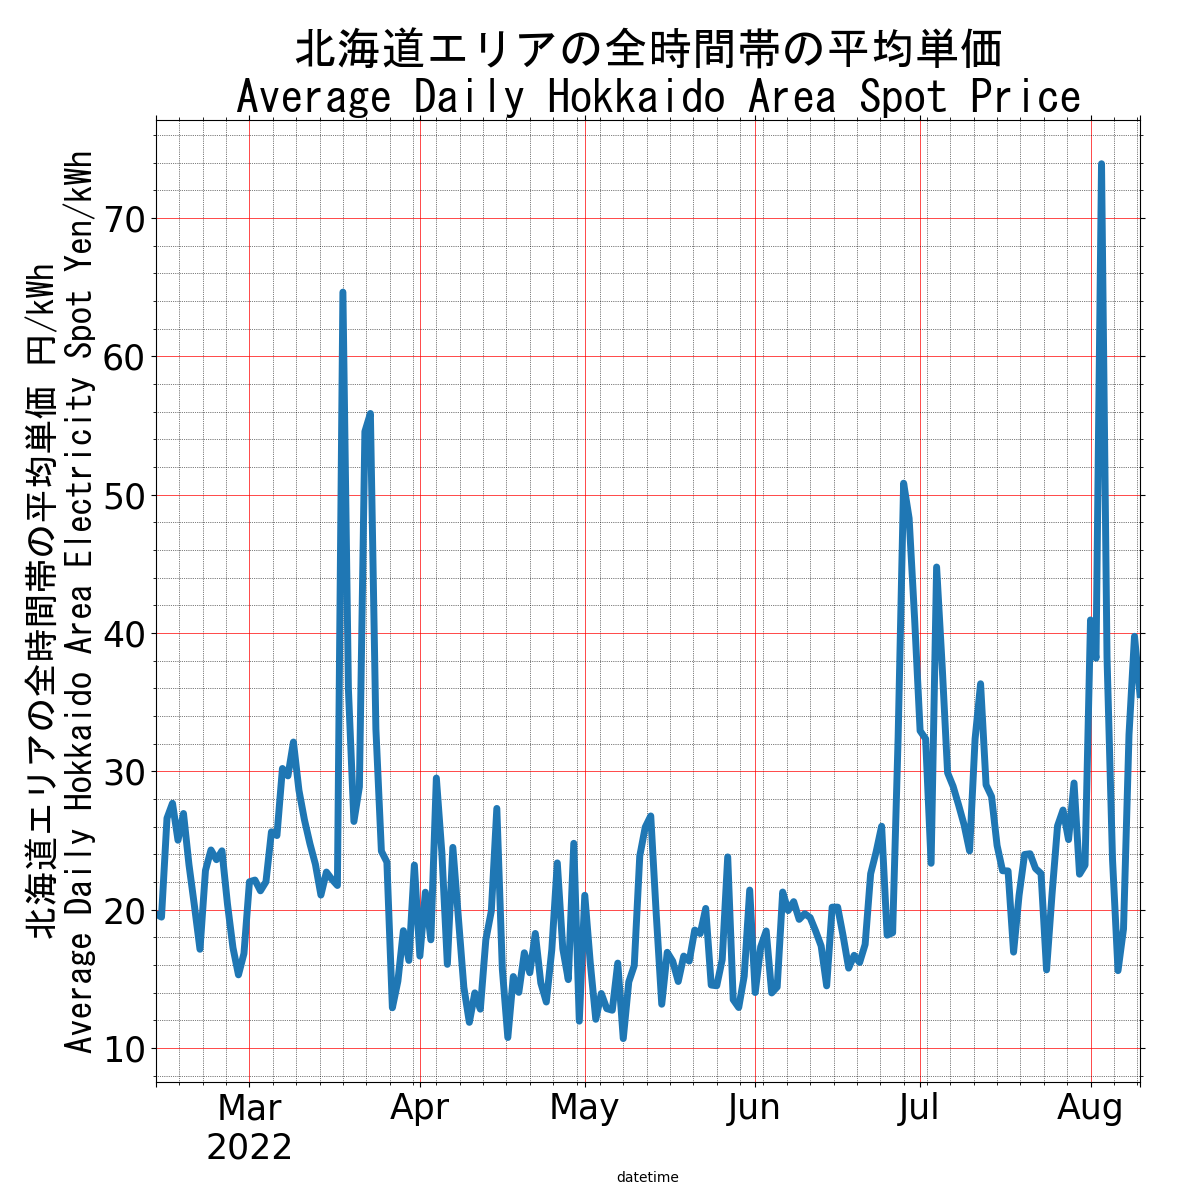 北海道エリアの全時間帯の平均単価
Average Daily Hokkaido Area Spot Price
北海道エリアの全時間帯の平均単価 円/kWh
Average Daily Hokkaido Area Electricity Spot Yen/kWh
70
60
50
40
30
20
10
Mar
2022
Apr
May
Jun
Jul
Aug
datetime